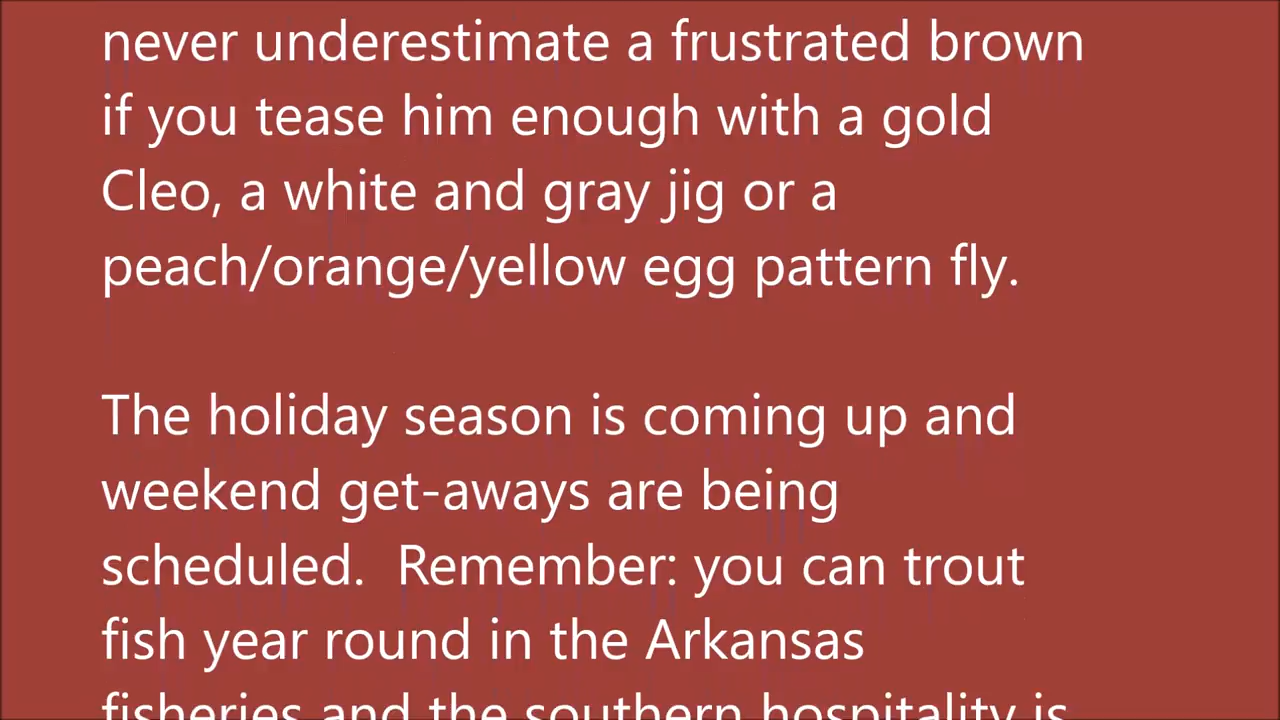 never underestimate a frustrated brown
if you tease him enough with a gold
Cleo, a white and gray jig or a
peach/orange/yellow egg pattern fly.
The holiday season is coming up and
weekend get-aways are being
scheduled.  Remember: you can trout
fish year round in the Arkansas
fisheries and the southern hospitality is